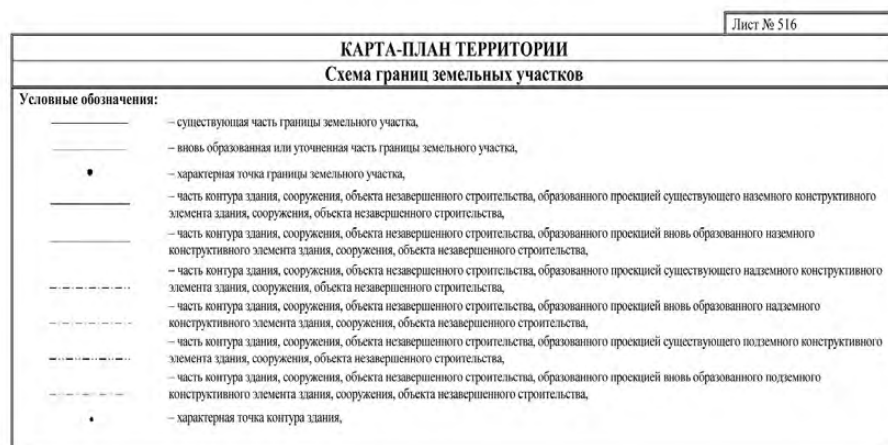 Лист № 516
КАРТА-ПЛАН ТЕРРИТОРИИ
Схема границ земельных участков
Условные обозначения:
– существующая часть границы земельного участка,
– вновь образованная или уточненная часть границы земельного участка,
– характерная точка границы земельного участка,
– часть контура здания, сооружения, объекта незавершенного строительства, образованного проекцией существующего наземного конструктивного
элемента здания, сооружения, объекта незавершенного строительства,
– часть контура здания, сооружения, объекта незавершенного строительства, образованного проекцией вновь образованного наземного
конструктивного элемента здания, сооружения, объекта незавершенного строительства,
– часть контура здания, сооружения, объекта незавершенного строительства, образованного проекцией существующего надземного конструктивного
элемента здания, сооружения, объекта незавершенного строительства,
– часть контура здания, сооружения, объекта незавершенного строительства, образованного проекцией вновь образованного надземного
конструктивного элемента здания, сооружения, объекта незавершенного строительства,
– часть контура здания, сооружения, объекта незавершенного строительства, образованного проекцией существующего подземного конструктивного
элемента здания, сооружения, объекта незавершенного строительства,
– часть контура здания, сооружения, объекта незавершенного строительства, образованного проекцией вновь образованного подземного
конструктивного элемента здания, сооружения, объекта незавершенного строительства,
– характерная точка контура здания,